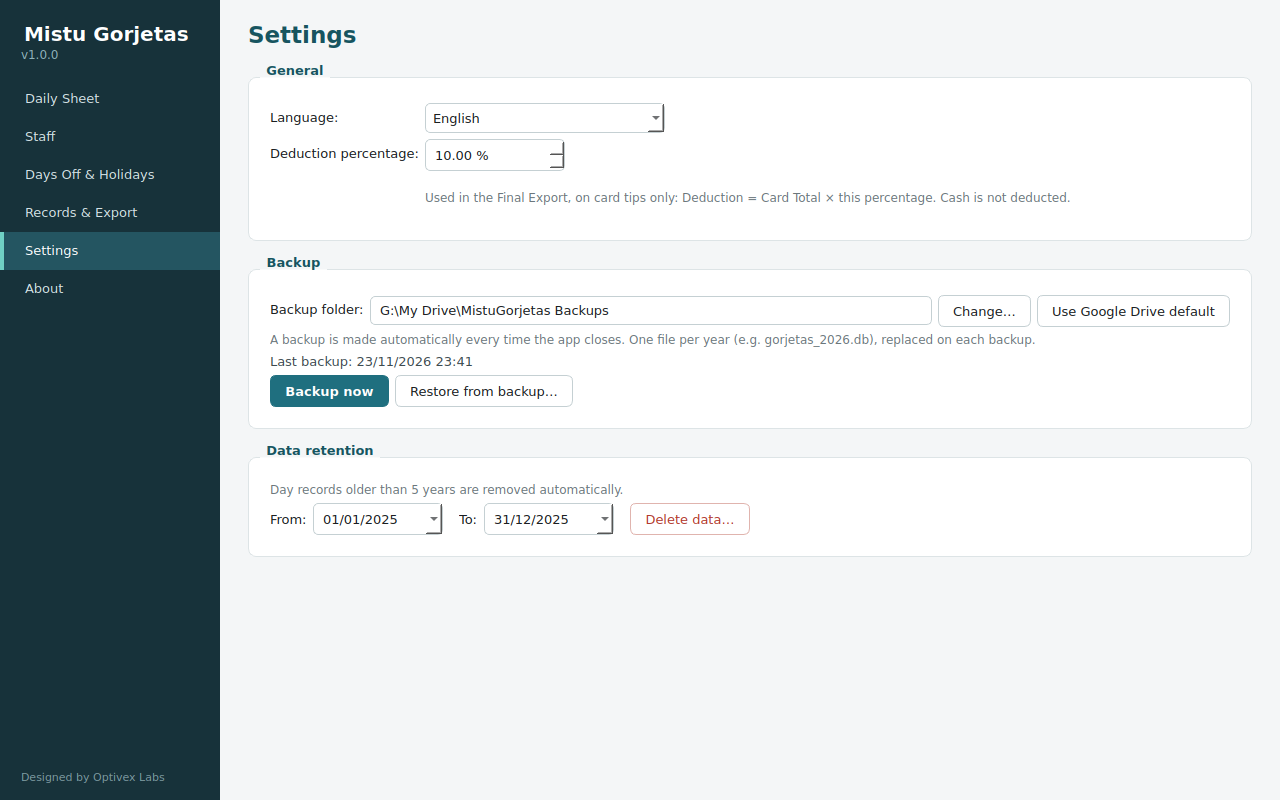 Mistu Gorjetas
v1.0.0
Daily Sheet
Staff
Days Off & Holidays
Records & Export
Settings
About
Designed by Optivex Labs
Settings
General
Language: English
Deduction percentage: 10.00 %
Used in the Final Export, on card tips only: Deduction = Card Total × this percentage. Cash is not deducted.
Backup
Backup folder: G:\My Drive\MistuGorjetas Backups Change... Use Google Drive default
A backup is made automatically every time the app closes. One file per year (e.g. gorjetas_2026.db), replaced on each backup.
Last backup: 23/11/2026 23:41
Backup now Restore from backup...
Data retention
Day records older than 5 years are removed automatically.
From: 01/01/2025 To: 31/12/2025 Delete data...